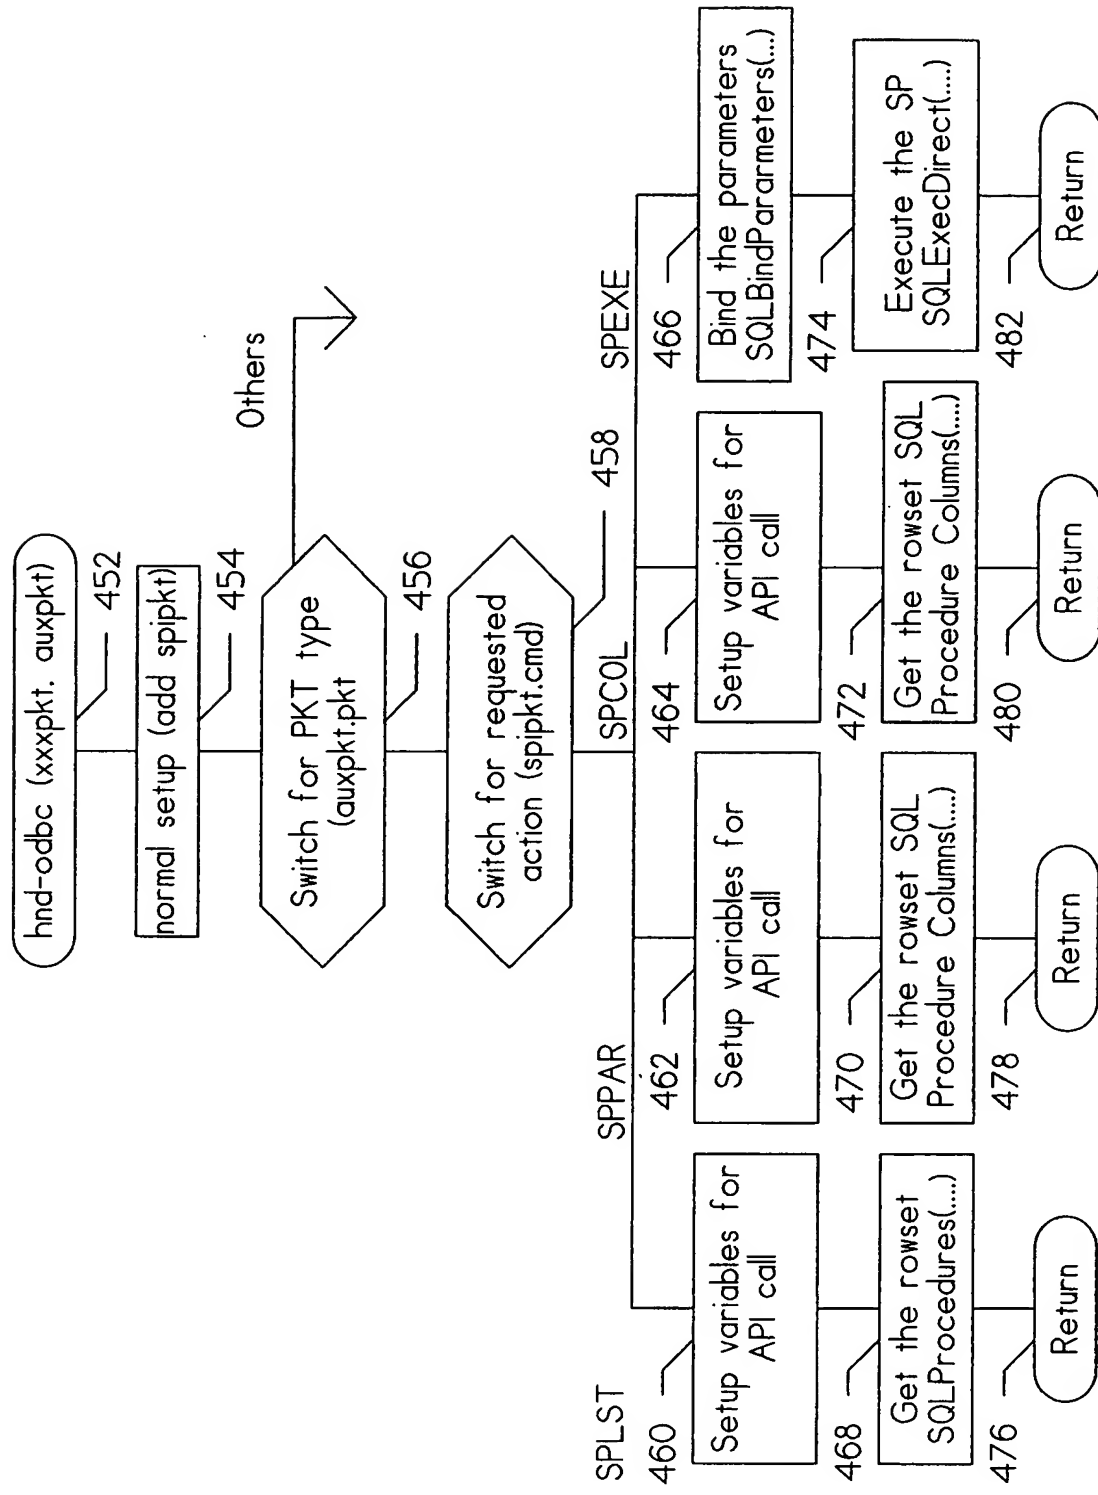 hnd-odbc (xxxpkt. auxpkt)
452
normal setup (add spipkt)
454
Switch for PKT type
(auxpkt.pkt
Others
456
Switch for requested
action (spipkt.cmd)
458
SPLST
SPPAR
SPCOL
SPEXE
460
462
464
466
Setup variables for
API call
Setup variables for
API call
Setup variables for
API call
Bind the parameters
SQLBindPararmeters(...)
468
470
472
474
Get the rowset
SQLProcedures(....)
Get the rowset SQL
Procedure Columns(....)
Get the rowset SQL
Procedure Columns(....)
Execute the SP
SQLExecDirect(....)
476
478
480
482
Return
Return
Return
Return